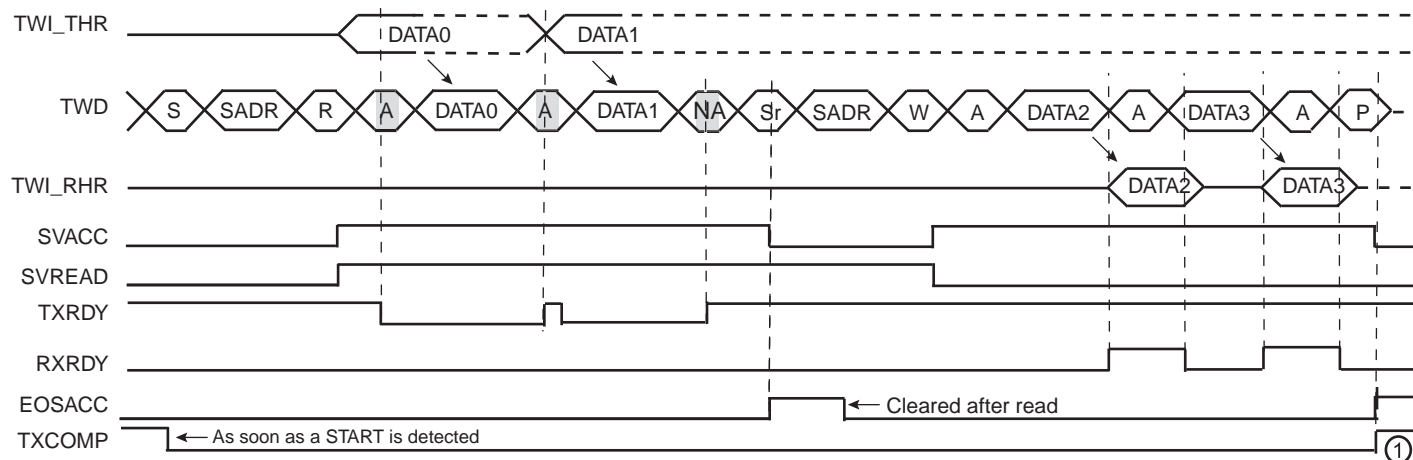 TWI_THR DATA0 DATA1
TWD S SADR R A DATA0 A DATA1 NA Sr SADR W A DATA2 A DATA3 A P
TWI_RHR DATA2 DATA3
SVACC
SVREAD
TXRDY
RXRDY
EOSACC Cleared after read
TXCOMP As soon as a START is detected 1